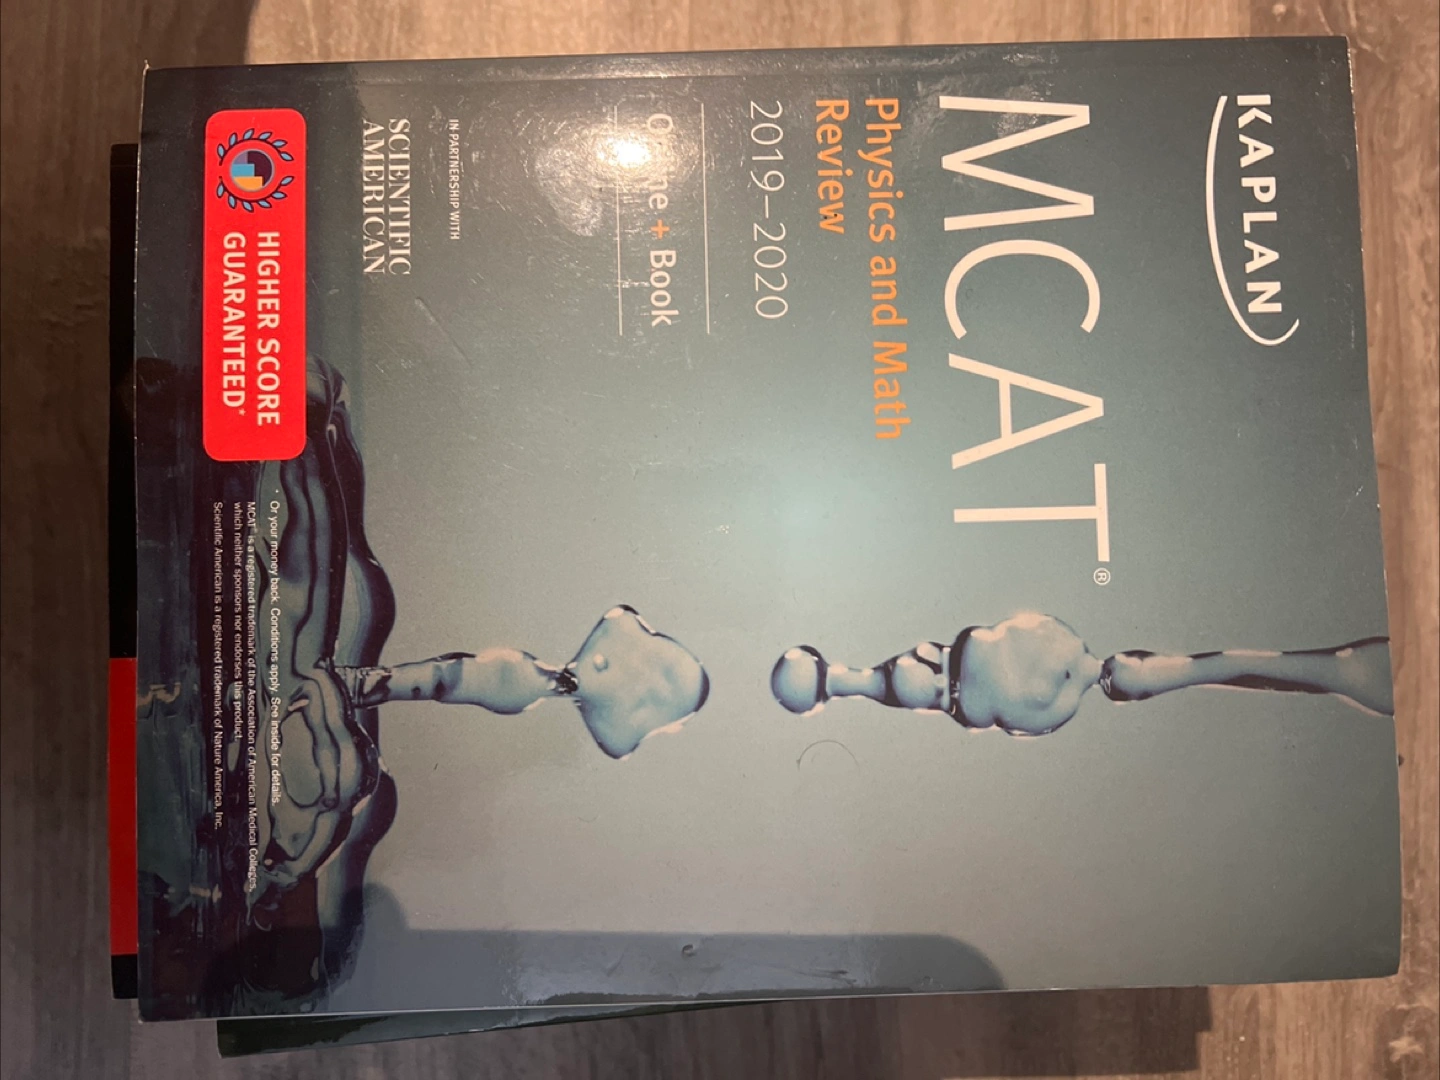 KAPLAN
MCAT®
Physics and Math
Review
2019–2020
+ Book
IN PARTNERSHIP WITH
SCIENTIFIC
AMERICAN
HIGHER SCORE
GUARANTEED*
* Or your money back. Conditions apply. See inside for details.
MCAT® is a registered trademark of the Association of American Medical Colleges,
which neither sponsors nor endorses this product.
Scientific American is a registered trademark of Nature America, Inc.